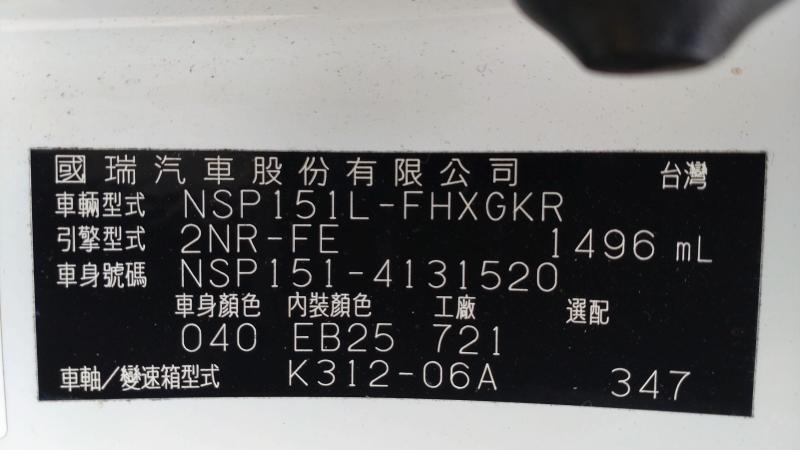 國瑞汽車股份有限公司 台灣
車輛型式 NSP151L-FHXGKR
引擎型式 2NR-FE 1496 mL
車身號碼 NSP151-4131520
車身顏色 內裝顏色 工廠 選配
040 EB25 721
車軸/變速箱型式 K312-06A 347